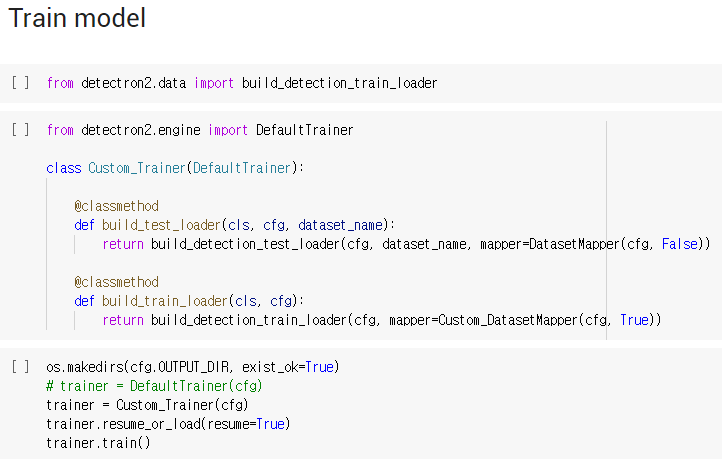 Train model
[ ] from detectron2.data import build_detection_train_loader
[ ] from detectron2.engine import DefaultTrainer
class Custom_Trainer(DefaultTrainer):
@classmethod
def build_test_loader(cls, cfg, dataset_name):
return build_detection_test_loader(cfg, dataset_name, mapper=DatasetMapper(cfg, False))
@classmethod
def build_train_loader(cls, cfg):
return build_detection_train_loader(cfg, mapper=Custom_DatasetMapper(cfg, True))
[ ] os.makedirs(cfg.OUTPUT_DIR, exist_ok=True)
# trainer = DefaultTrainer(cfg)
trainer = Custom_Trainer(cfg)
trainer.resume_or_load(resume=True)
trainer.train()